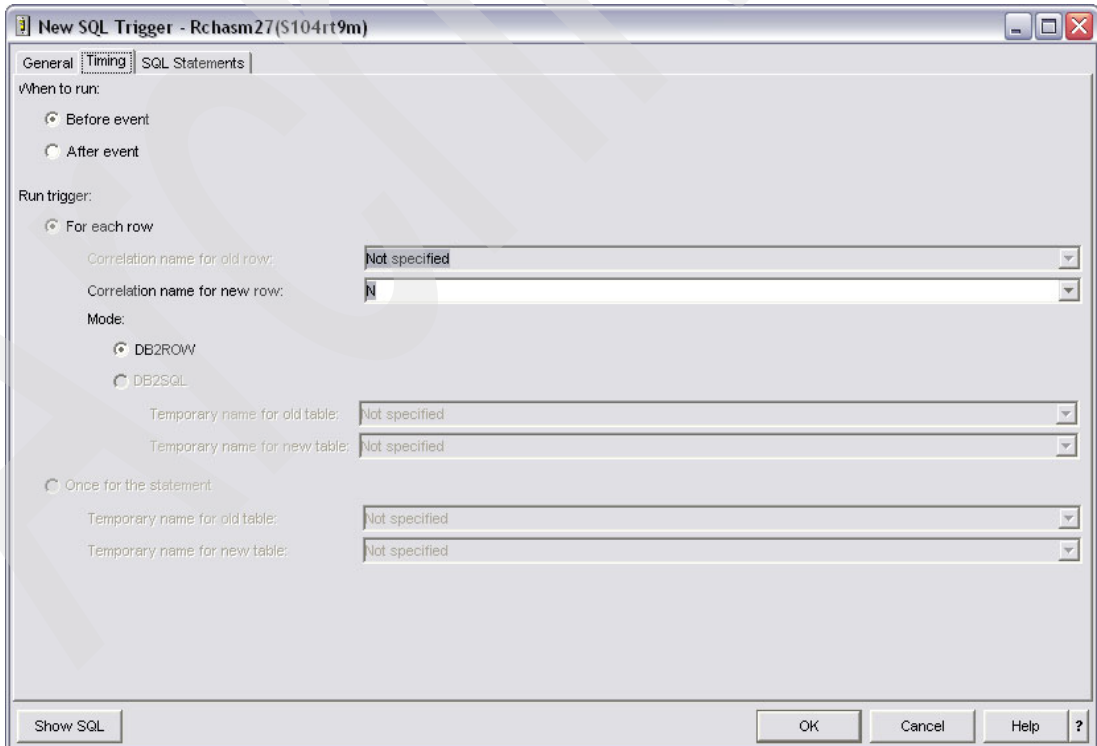 New SQL Trigger - Rchasm27(S104rt9m)
General Timing SQL Statements
When to run:
Before event
After event
Run trigger:
For each row
Correlation name for old row: Not specified
Correlation name for new row: N
Mode:
DB2ROW
DB2SQL
Temporary name for old table: Not specified
Temporary name for new table: Not specified
Once for the statement
Temporary name for old table: Not specified
Temporary name for new table: Not specified
Show SQL OK Cancel Help ?